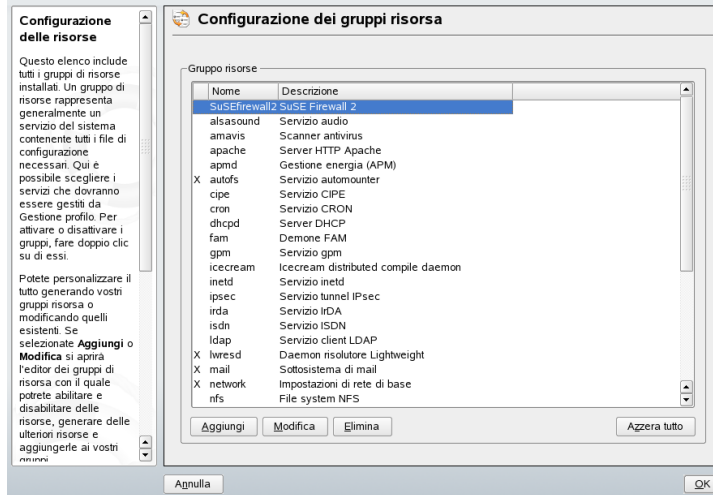 Configurazione
delle risorse
Questo elenco include
tutti i gruppi di risorse
installati. Un gruppo di
risorse rappresenta
generalmente un
servizio del sistema
contenente tutti i file di
configurazione
necessari. Qui è
possibile scegliere i
servizi che dovranno
essere gestiti da
Gestione profilo. Per
attivare o disattivare i
gruppi, fare doppio clic
su di essi.
Potete personalizzare il
tutto generando vostri
gruppi risorsa o
modificando quelli
esistenti. Se
selezionate Aggiungi o
Modifica si aprirà
l'editor dei gruppi di
risorsa con il quale
potrete abilitare e
disabilitare delle
risorse, generare delle
ulteriori risorse e
aggiungerle ai vostri
gruppi
Configurazione dei gruppi risorsa
Gruppo risorse
Nome Descrizione
SuSEfirewall2 SuSE Firewall 2
alsasound Servizio audio
amavis Scanner antivirus
apache Server HTTP Apache
apmd Gestione energia (APM)
X autofs Servizio automounter
cipe Servizio CIPE
cron Servizio CRON
dhcpd Server DHCP
fam Demone FAM
gpm Servizio gpm
icecream Icecream distributed compile daemon
inetd Servizio inetd
ipsec Servizio tunnel IPsec
irda Servizio IrDA
isdn Servizio ISDN
ldap Servizio client LDAP
X lwresd Daemon risolutore Lightweight
X mail Sottosistema di mail
X network Impostazioni di rete di base
nfs File system NFS
Aggiungi Modifica Elimina Azzera tutto
Annulla OK